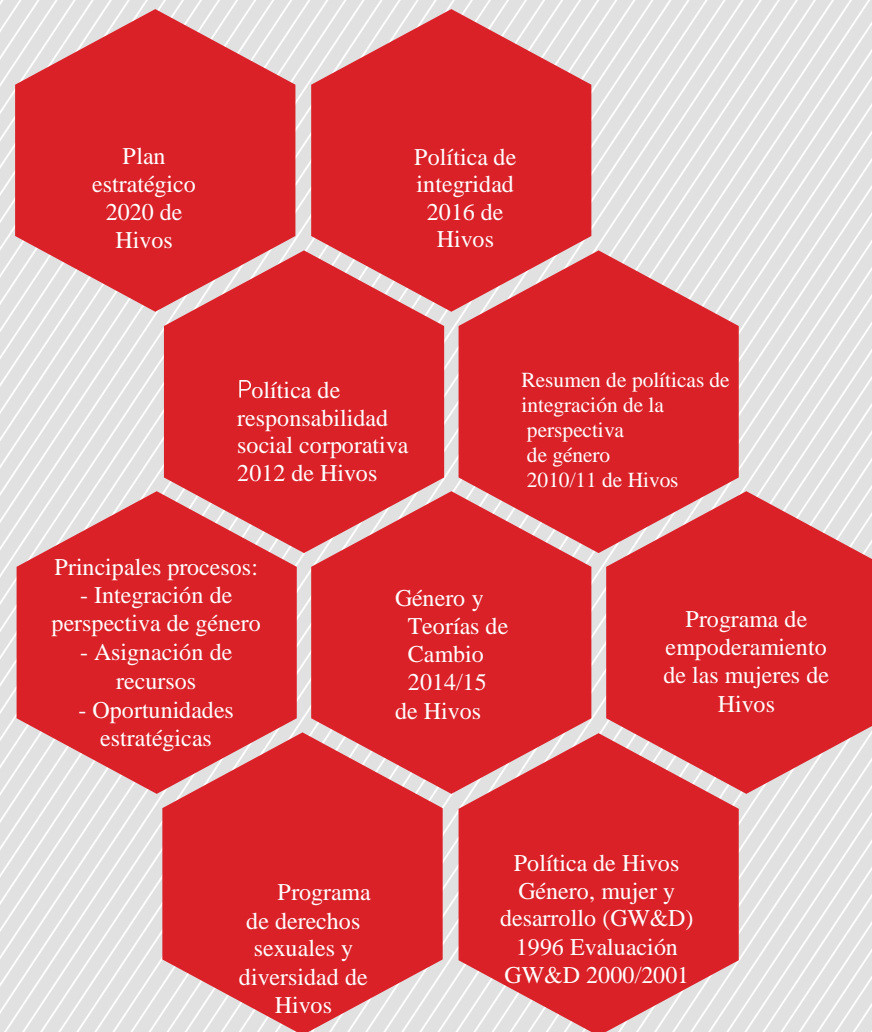 Plan
estratégico
2020 de
Hivos
Política de
integridad
2016 de
Hivos
Política de
responsabilidad
social corporativa
2012 de Hivos
Resumen de políticas de
integración de la
perspectiva
de género
2010/11 de Hivos
Principales procesos:
- Integración de
perspectiva de género
- Asignación de
recursos
- Oportunidades
estratégicas
Género y
Teorías de
Cambio
2014/15
de Hivos
Programa de
empoderamiento
de las mujeres de
Hivos
Programa
de derechos
sexuales y
diversidad de
Hivos
Política de Hivos
Género, mujer y
desarrollo (GW&D)
1996 Evaluación
GW&D 2000/2001